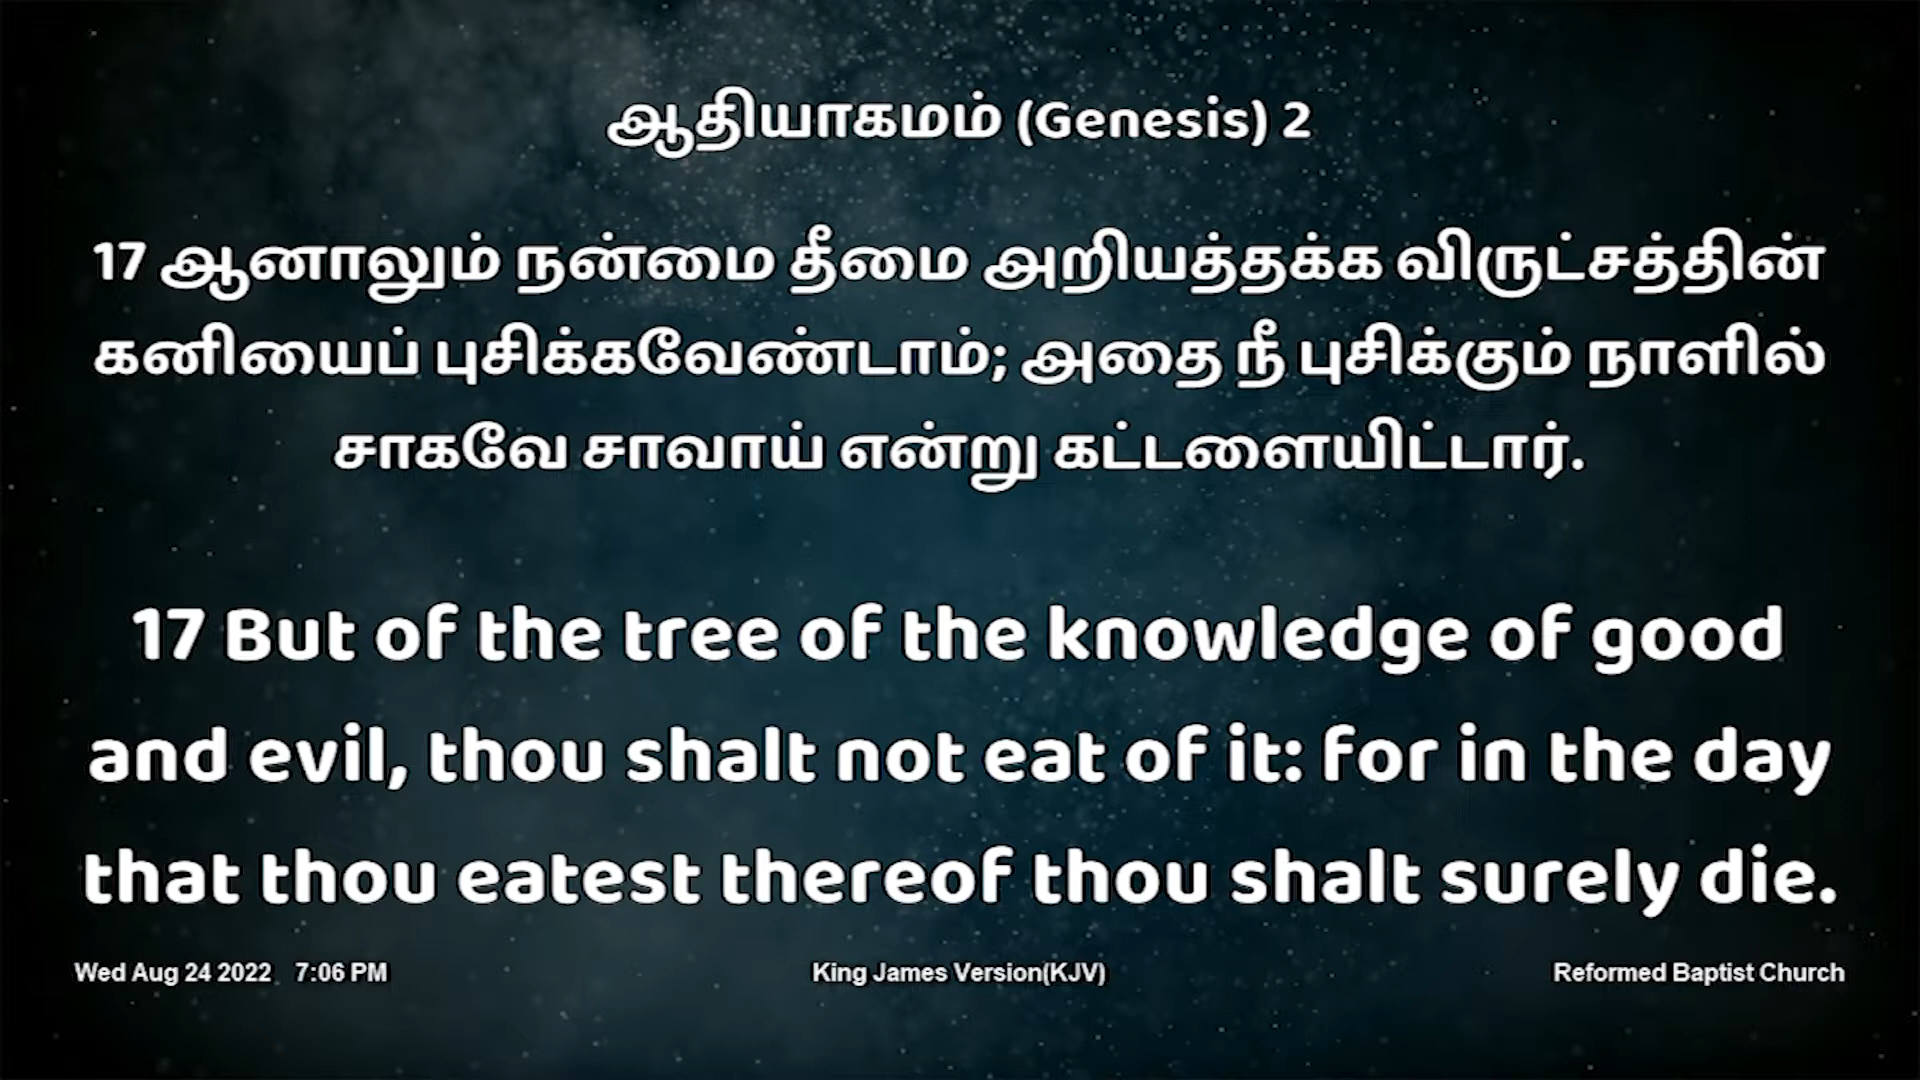 ஆதியாகமம் (Genesis) 2
17 ஆனாலும் நன்மை தீமை அறியத்தக்க விருட்சத்தின்
கனியைப் புசிக்கவேண்டாம்; அதை நீ புசிக்கும் நாளில்
சாகவே சாவாய் என்று கட்டளையிட்டார்.
17 But of the tree of the knowledge of good
and evil, thou shalt not eat of it: for in the day
that thou eatest thereof thou shalt surely die.
Wed Aug 24 2022 7:06 PM King James Version(KJV) Reformed Baptist Church